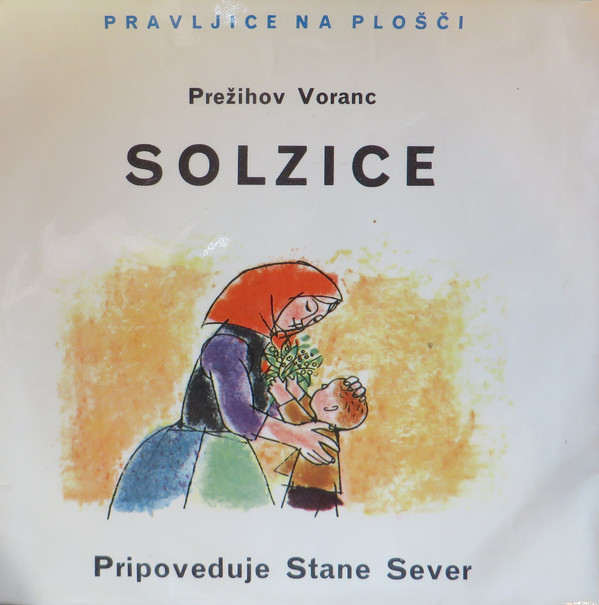 PRAVLJICE NA PLOŠČI
Prežihov Voranc
SOLZICE
Pripoveduje Stane Sever